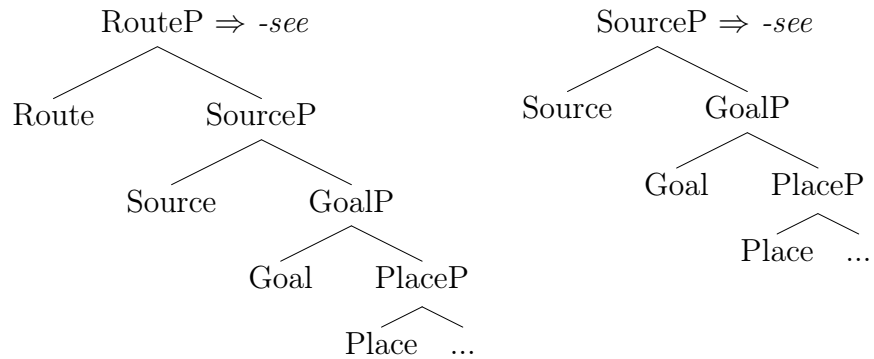 RouteP ⇒ -see
SourceP ⇒ -see
Route
SourceP
Source
GoalP
Source
GoalP
Goal
PlaceP
Goal
PlaceP
Place
...
Place
...